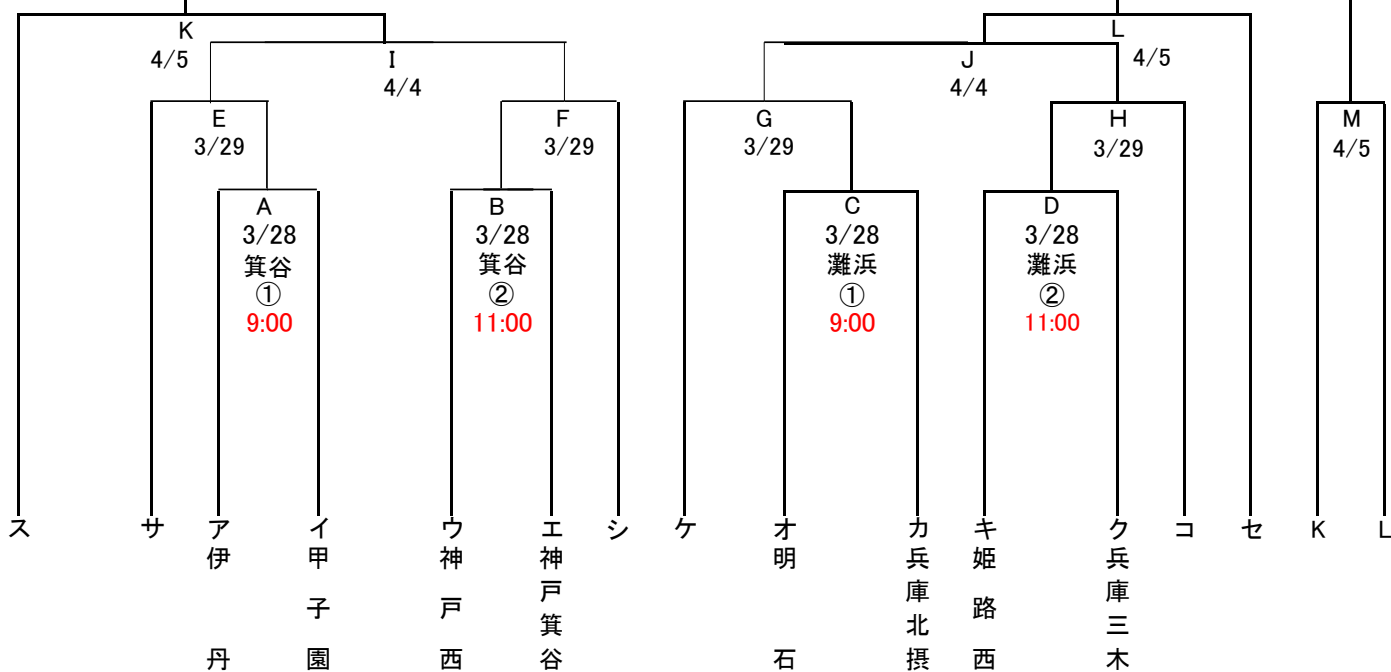 K
L
4/5
I
J
4/5
4/4
4/4
E
F
G
H
M
3/29
3/29
3/29
3/29
4/5
A
B
C
D
3/28
3/28
3/28
3/28
箕谷
箕谷
灘浜
灘浜
①
②
①
②
9:00
11:00
9:00
11:00
ス
サ
ア
イ
ウ
エ
シ
ケ
オ
カ
キ
ク
コ
セ
K
L
伊丹
甲子園
神戸西
神戸箕谷
明石
兵庫北摂
姫路西
兵庫三木